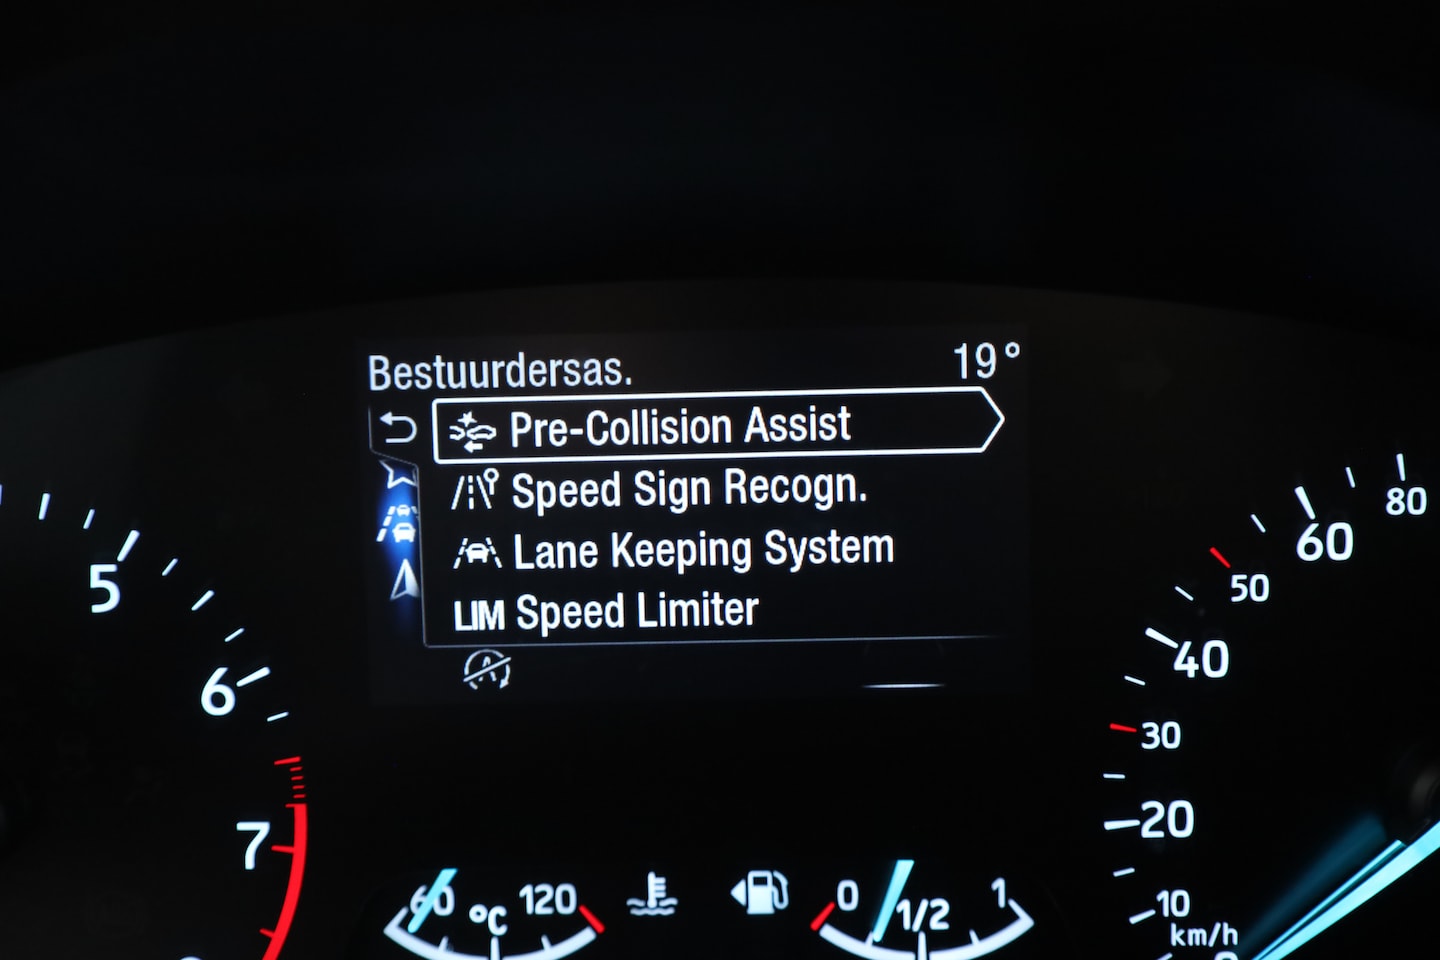 Bestuurdersas. 19°
Pre-Collision Assist
Speed Sign Recogn.
Lane Keeping System
LIM Speed Limiter
5
6
7
60 °C 120
0 1/2 1
80
60
50
40
30
20
10
km/h